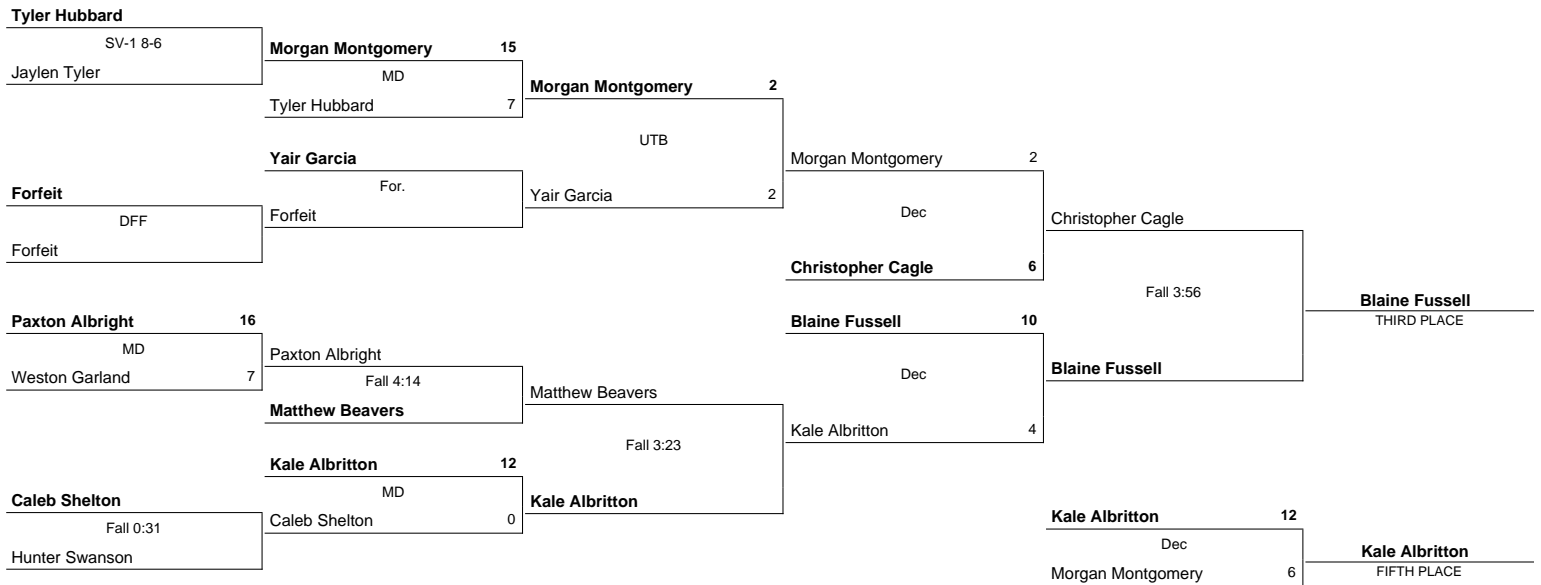 Tyler Hubbard
SV-1 8-6
Jaylen Tyler
Morgan Montgomery 15
MD
Tyler Hubbard 7
Morgan Montgomery 2
UTB
Yair Garcia 2
Yair Garcia
For.
Forfeit
Forfeit
DFF
Forfeit
Morgan Montgomery 2
Dec
Christopher Cagle 6
Christopher Cagle
Fall 3:56
Blaine Fussell
Blaine Fussell
THIRD PLACE
Paxton Albright 16
MD
Weston Garland 7
Paxton Albright
Fall 4:14
Matthew Beavers
Matthew Beavers
Fall 3:23
Kale Albritton
Blaine Fussell 10
Dec
Kale Albritton 4
Kale Albritton 12
MD
Caleb Shelton 0
Caleb Shelton
Fall 0:31
Hunter Swanson
Kale Albritton 12
Dec
Morgan Montgomery 6
Kale Albritton
FIFTH PLACE